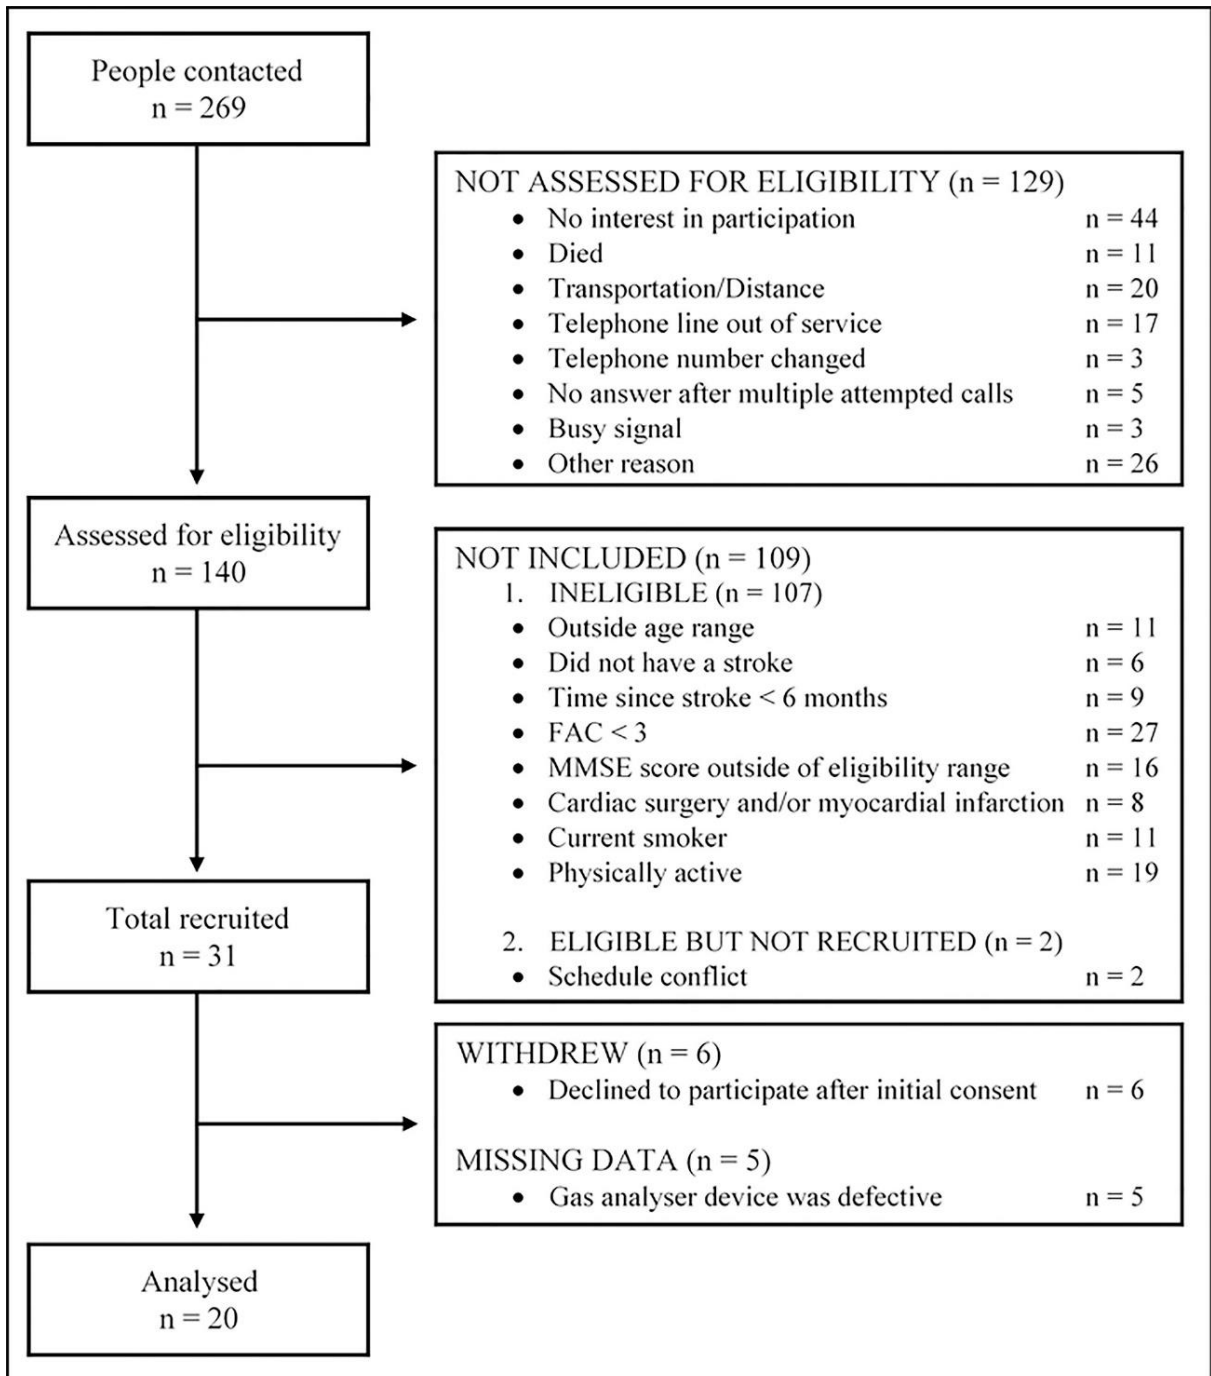 People contacted
n = 269
NOT ASSESSED FOR ELIGIBILITY (n = 129)
• No interest in participation n = 44
• Died n = 11
• Transportation/Distance n = 20
• Telephone line out of service n = 17
• Telephone number changed n = 3
• No answer after multiple attempted calls n = 5
• Busy signal n = 3
• Other reason n = 26
Assessed for eligibility
n = 140
NOT INCLUDED (n = 109)
1. INELIGIBLE (n = 107)
• Outside age range n = 11
• Did not have a stroke n = 6
• Time since stroke < 6 months n = 9
• FAC < 3 n = 27
• MMSE score outside of eligibility range n = 16
• Cardiac surgery and/or myocardial infarction n = 8
• Current smoker n = 11
• Physically active n = 19
2. ELIGIBLE BUT NOT RECRUITED (n = 2)
• Schedule conflict n = 2
Total recruited
n = 31
WITHDREW (n = 6)
• Declined to participate after initial consent n = 6
MISSING DATA (n = 5)
• Gas analyser device was defective n = 5
Analysed
n = 20